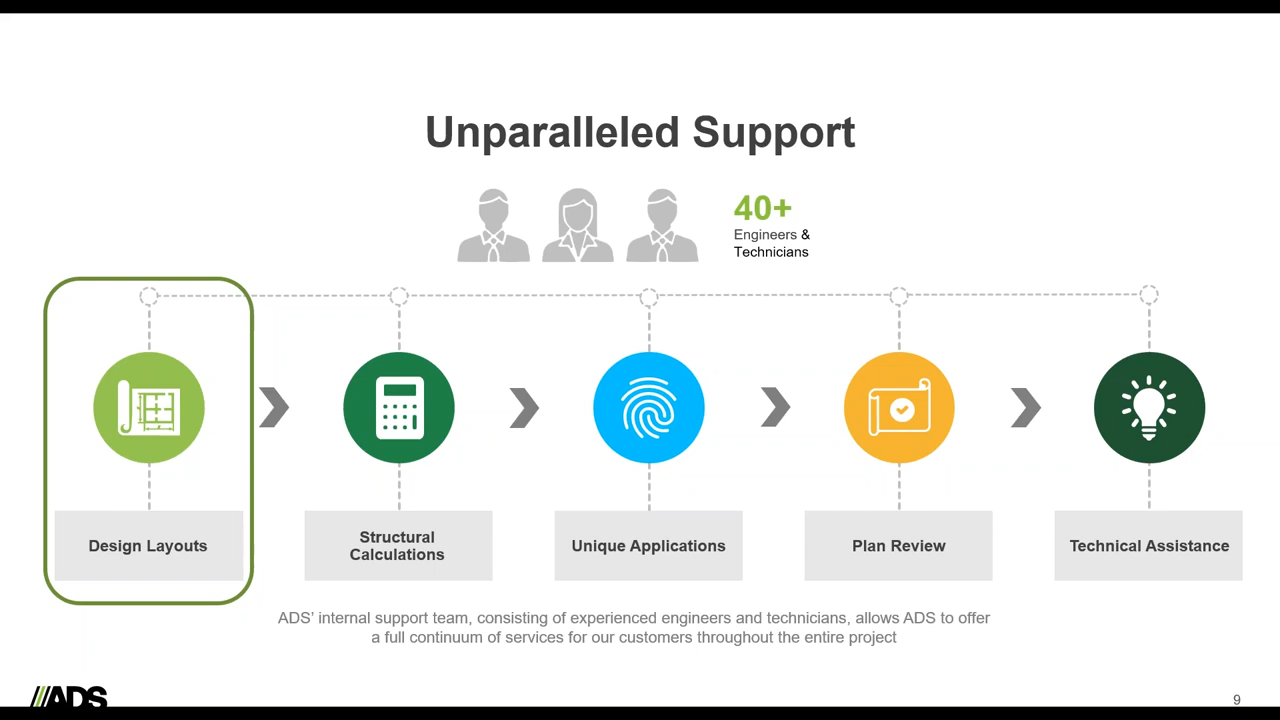 Unparalleled Support
40+
Engineers &
Technicians
Design Layouts
Structural
Calculations
Unique Applications
Plan Review
Technical Assistance
ADS’ internal support team, consisting of experienced engineers and technicians, allows ADS to offer
a full continuum of services for our customers throughout the entire project
ADS
9